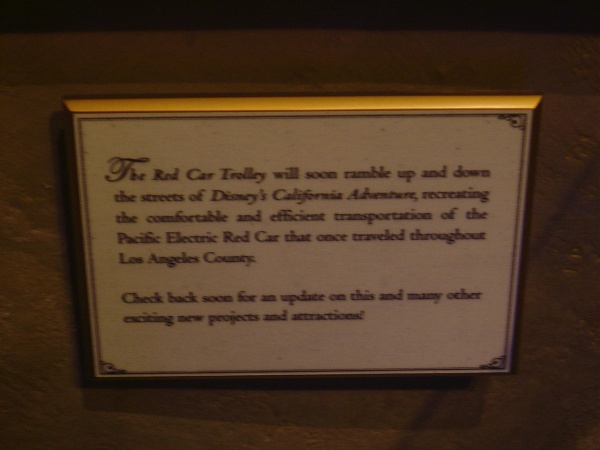 The Red Car Trolley will soon ramble up and down
the streets of Disney's California Adventure, recreating
the comfortable and efficient transportation of the
Pacific Electric Red Car that once traveled throughout
Los Angeles County.
Check back soon for an update on this and many other
exciting new projects and attractions!